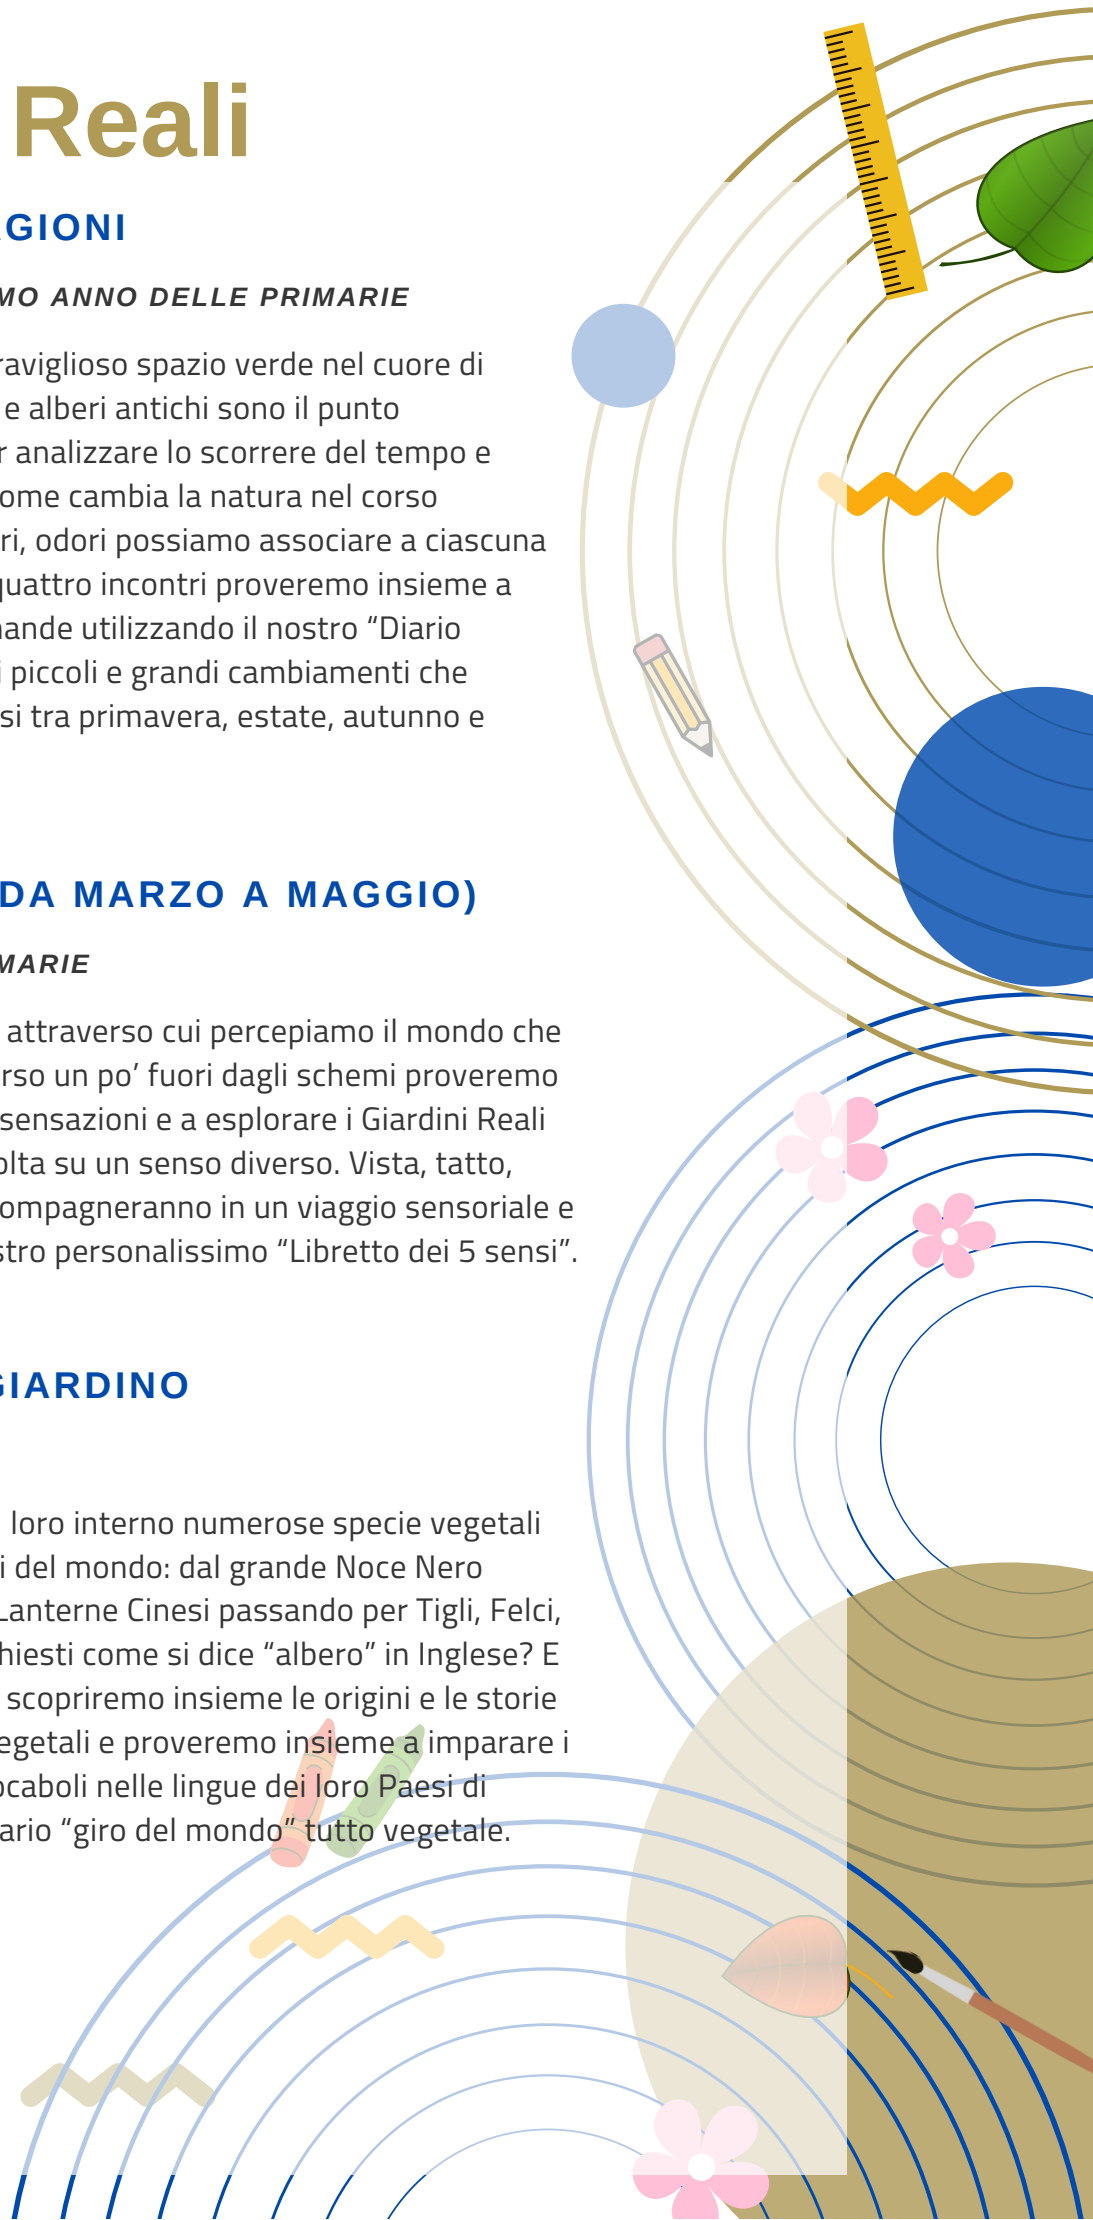 Reali
GIONI
MO ANNO DELLE PRIMARIE
raviglioso spazio verde nel cuore di
e alberi antichi sono il punto
r analizzare lo scorrere del tempo e
ome cambia la natura nel corso
ri, odori possiamo associare a ciascuna
quattro incontri proveremo insieme a
ande utilizzando il nostro “Diario
i piccoli e grandi cambiamenti che
si tra primavera, estate, autunno e
DA MARZO A MAGGIO)
MARIE
attraverso cui percepiamo il mondo che
rso un po’ fuori dagli schemi proveremo
sensazioni e a esplorare i Giardini Reali
olta su un senso diverso. Vista, tatto,
ompagneranno in un viaggio sensoriale e
stro personalissimo “Libretto dei 5 sensi”.
GIARDINO
loro interno numerose specie vegetali
i del mondo: dal grande Noce Nero
Lanterne Cinesi passando per Tigli, Felci,
hiesti come si dice “albero” in Inglese? E
scopriremo insieme le origini e le storie
egetali e proveremo insieme a imparare i
ocaboli nelle lingue dei loro Paesi di
ario “giro del mondo” tutto vegetale.